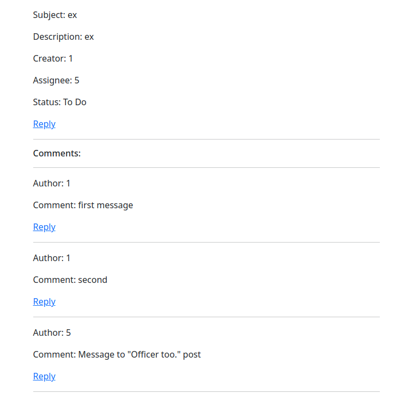 Subject: ex
Description: ex
Creator: 1
Assignee: 5
Status: To Do
Reply
Comments:
Author: 1
Comment: first message
Reply
Author: 1
Comment: second
Reply
Author: 5
Comment: Message to "Officer too." post
Reply